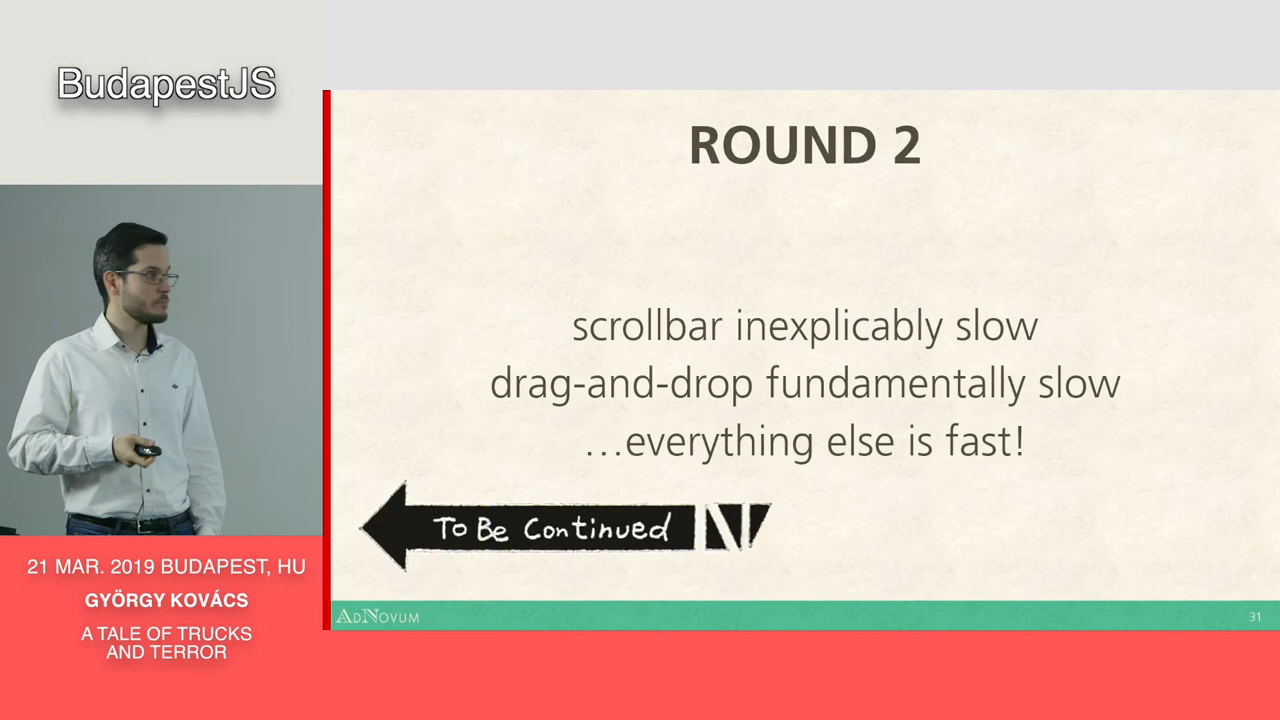 BudapestJS
ROUND 2
scrollbar inexplicably slow
drag-and-drop fundamentally slow
…everything else is fast!
To Be Continued
ADNOVUM
31
21 MAR. 2019 BUDAPEST, HU
GYÖRGY KOVÁCS
A TALE OF TRUCKS
AND TERROR